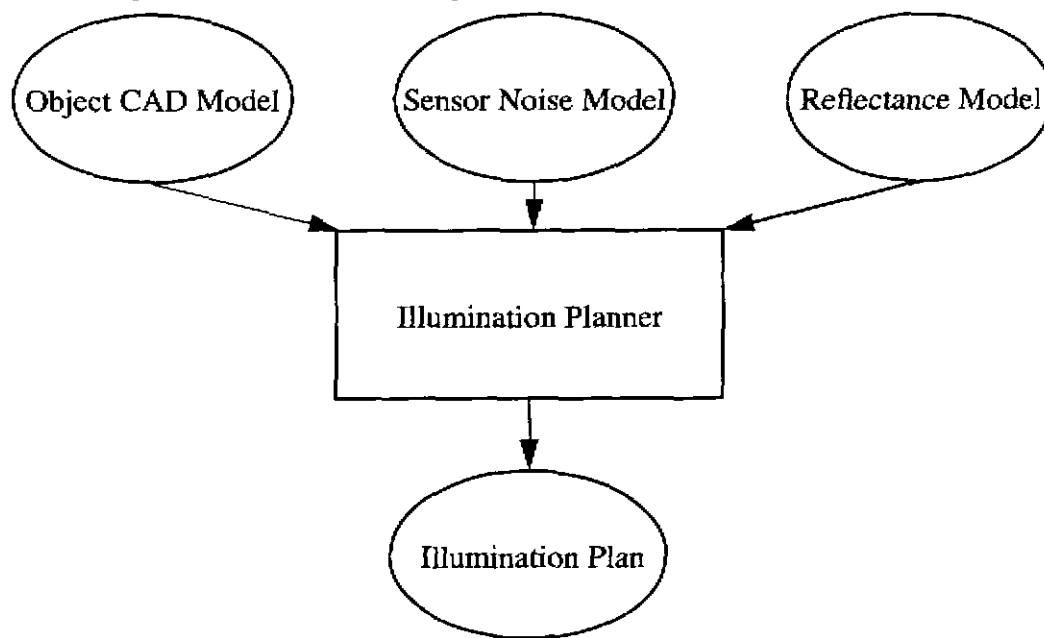 Object CAD Model
Sensor Noise Model
Reflectance Model
Illumination Planner
Illumination Plan